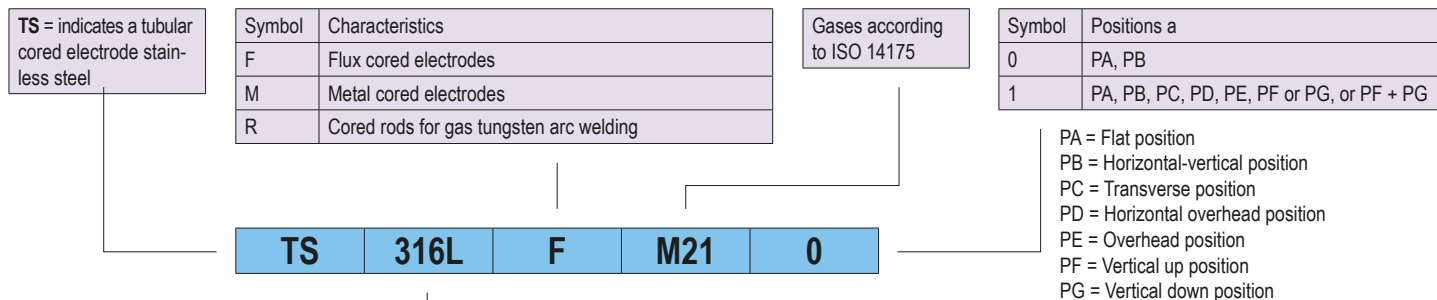 TS = indicates a tubular
cored electrode stain-
less steel
Symbol Characteristics
F Flux cored electrodes
M Metal cored electrodes
R Cored rods for gas tungsten arc welding
Gases according
to ISO 14175
Symbol Positions a
0 PA, PB
1 PA, PB, PC, PD, PE, PF or PG, or PF + PG
PA = Flat position
PB = Horizontal-vertical position
PC = Transverse position
PD = Horizontal overhead position
PE = Overhead position
PF = Vertical up position
PG = Vertical down position
TS 316L F M21 0